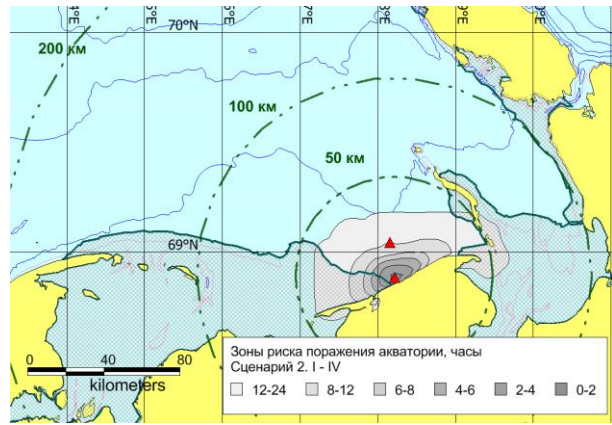 70°N
200 км
100 км
50 км
69°N
0 40 80
kilometers
Зоны риска поражения акватории, часы
Сценарий 2. I - IV
12-24 8-12 6-8 4-6 2-4 0-2